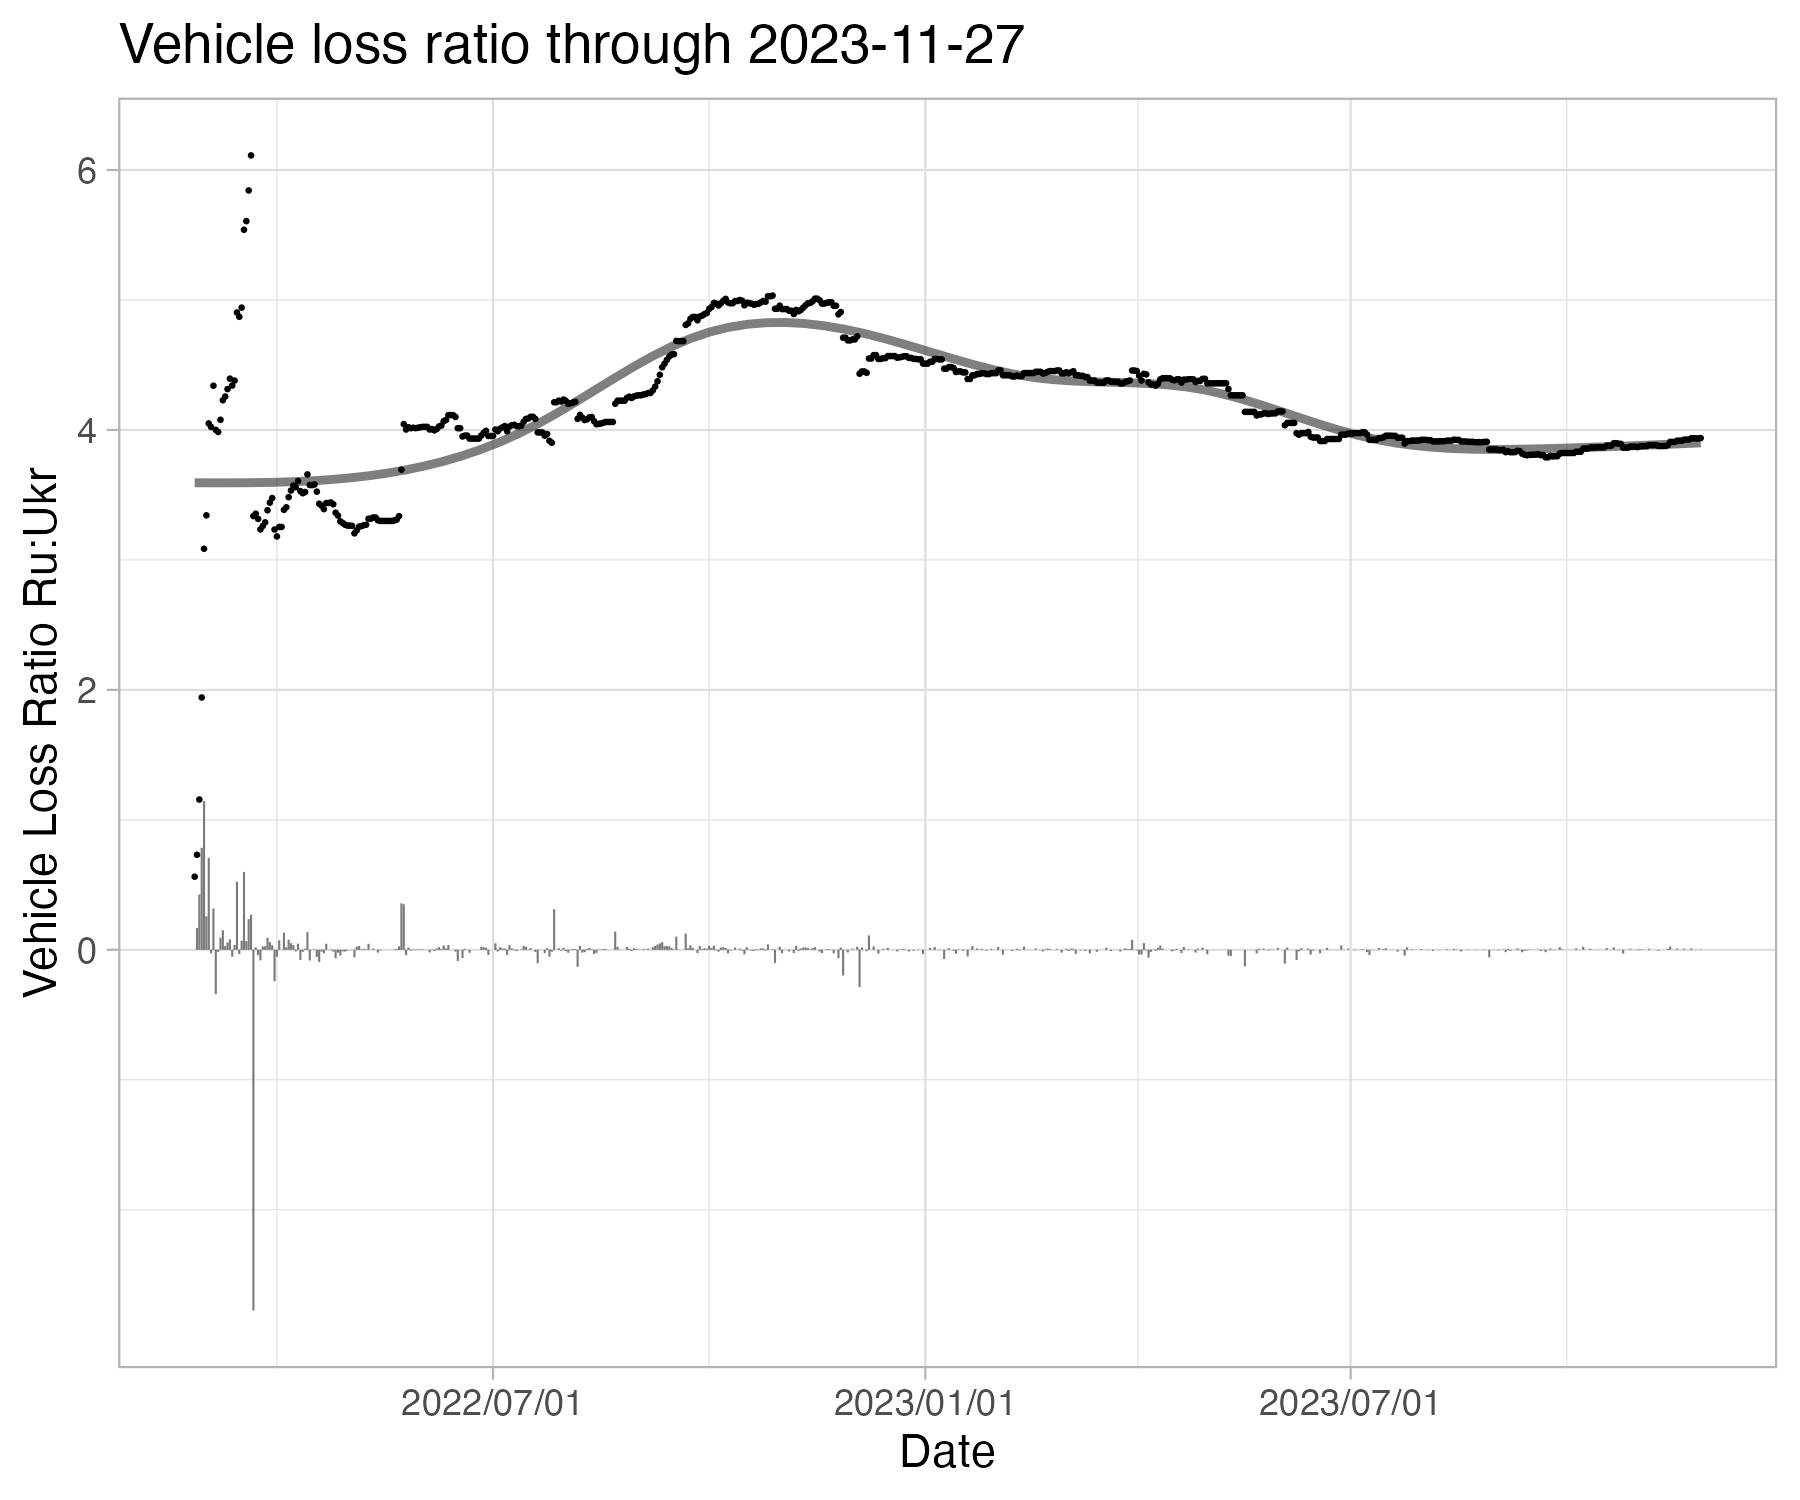 Vehicle loss ratio through 2023-11-27
Vehicle Loss Ratio Ru:Ukr
6
4
2
0
2022/07/01
2023/01/01
2023/07/01
Date